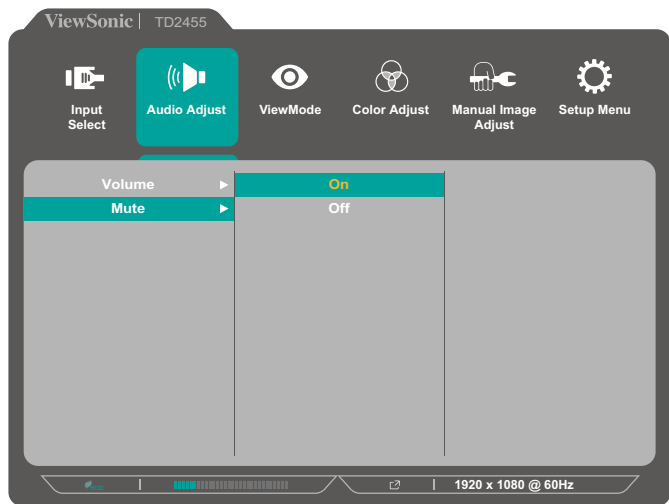 ViewSonic | TD2455
Input Select
Audio Adjust
ViewMode
Color Adjust
Manual Image Adjust
Setup Menu
Volume
On
Mute
Off
1920 x 1080 @ 60Hz